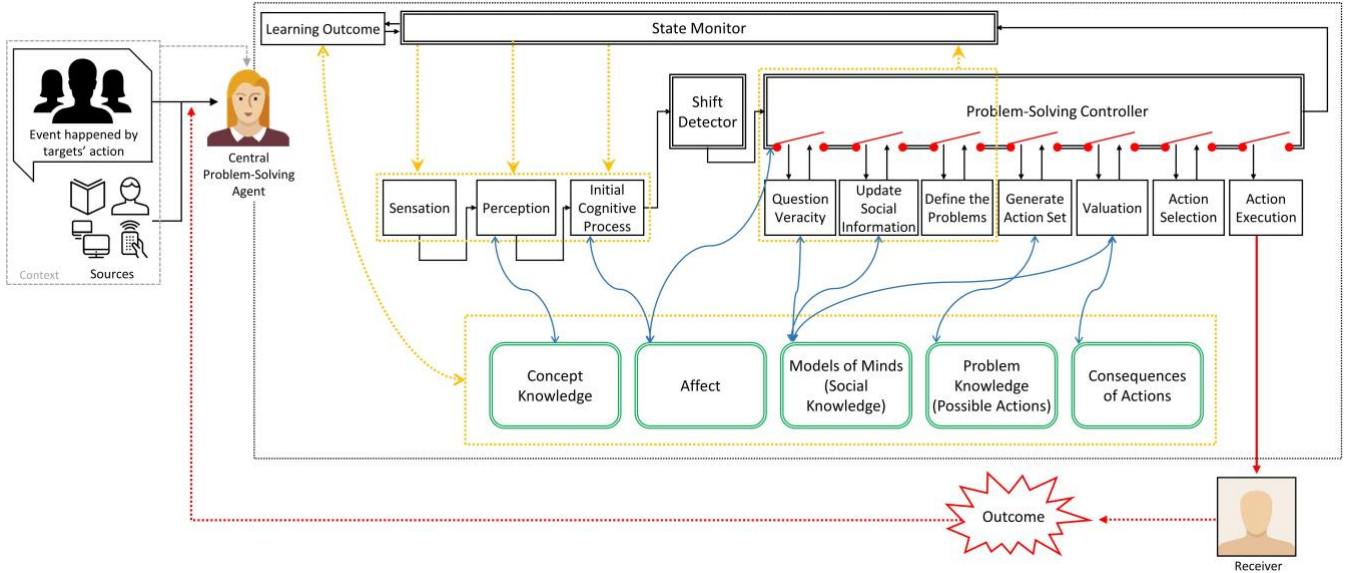 Learning Outcome
State Monitor
Event happened by
targets' action
Context
Sources
Central
Problem-Solving
Agent
Shift
Detector
Problem-Solving Controller
Sensation
Perception
Initial
Cognitive
Process
Question
Veracity
Update
Social
Information
Define the
Problems
Generate
Action Set
Valuation
Action
Selection
Action
Execution
Concept
Knowledge
Affect
Models of Minds
(Social
Knowledge)
Problem
Knowledge
(Possible Actions)
Consequences
of Actions
Outcome
Receiver